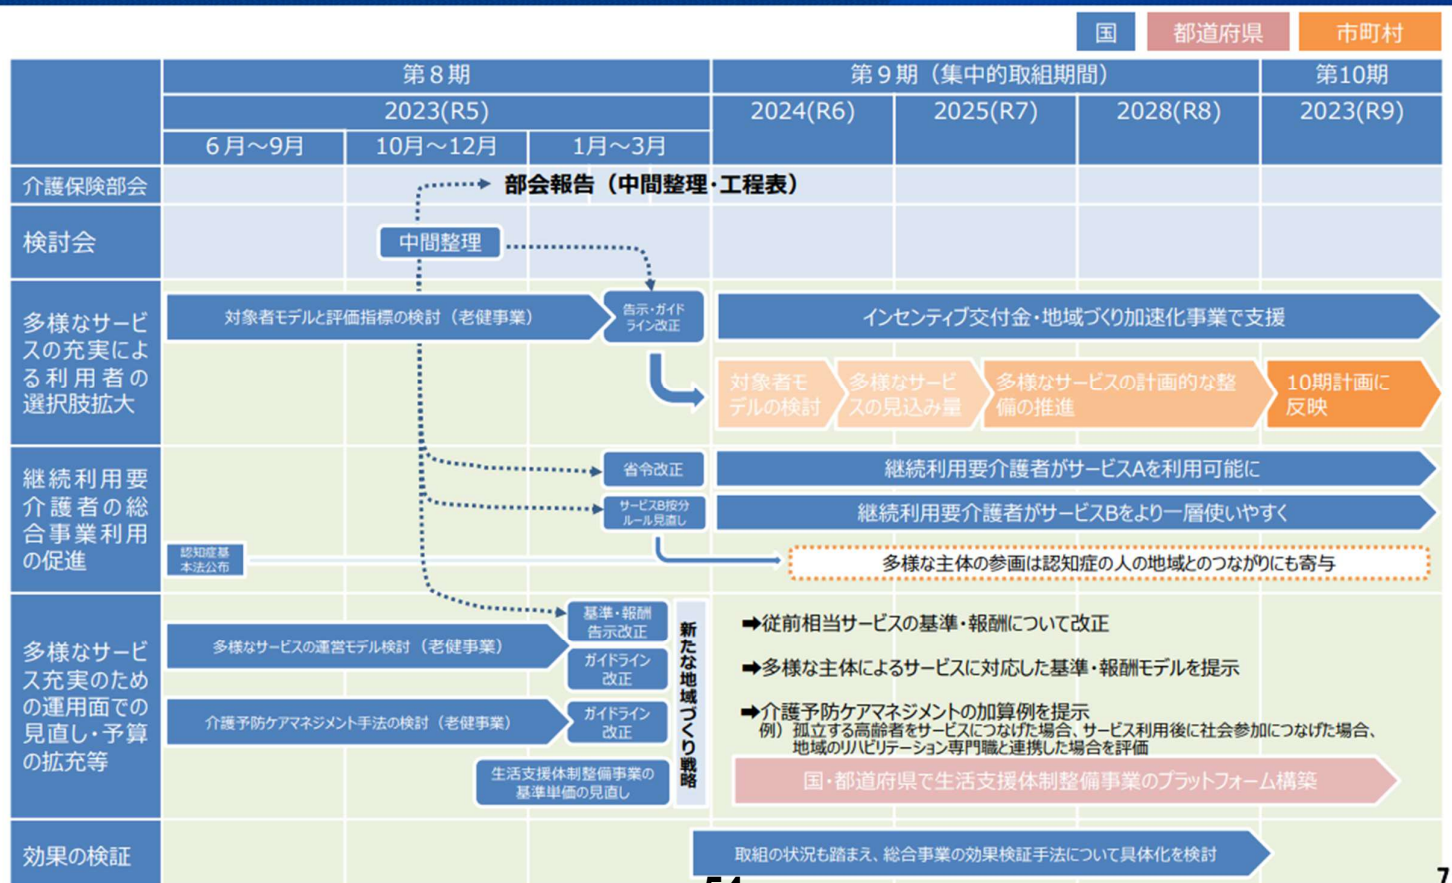 国 都道府県 市町村
第８期 第９期（集中的取組期間） 第10期
2023(R5) 2024(R6) 2025(R7) 2028(R8) 2023(R9)
６月～９月 10月～12月 1月～3月
介護保険部会
部会報告（中間整理・工程表）
検討会
中間整理
多様なサービ
スの充実によ
る利用者の
選択肢拡大
対象者モデルと評価指標の検討（老健事業）
告示・ガイド
ライン改正
インセンティブ交付金・地域づくり加速化事業で支援
対象者モ
デルの検討
多様なサービ
スの見込み量
多様なサービスの計画的な整
備の推進
10期計画に
反映
継続利用要
介護者の総
合事業利用
の促進
省令改正
継続利用要介護者がサービスAを利用可能に
サービスB按分
ルール見直し
継続利用要介護者がサービスBをより一層使いやすく
認知症基
本法公布
多様な主体の参画は認知症の人の地域とのつながりにも寄与
多様なサービ
ス充実のため
の運用面での
見直し・予算
の拡充等
多様なサービスの運営モデル検討（老健事業）
基準・報酬
告示改正
ガイドライン
改正
介護予防ケアマネジメント手法の検討（老健事業）
ガイドライン
改正
生活支援体制整備事業の
基準単価の見直し
新たな地域づくり戦略
➡従前相当サービスの基準・報酬について改正
➡多様な主体によるサービスに対応した基準・報酬モデルを提示
➡介護予防ケアマネジメントの加算例を提示
例）孤立する高齢者をサービスにつなげた場合、サービス利用後に社会参加につなげた場合、
地域のリハビリテーション専門職と連携した場合を評価
国・都道府県で生活支援体制整備事業のプラットフォーム構築
効果の検証
取組の状況も踏まえ、総合事業の効果検証手法について具体化を検討
7